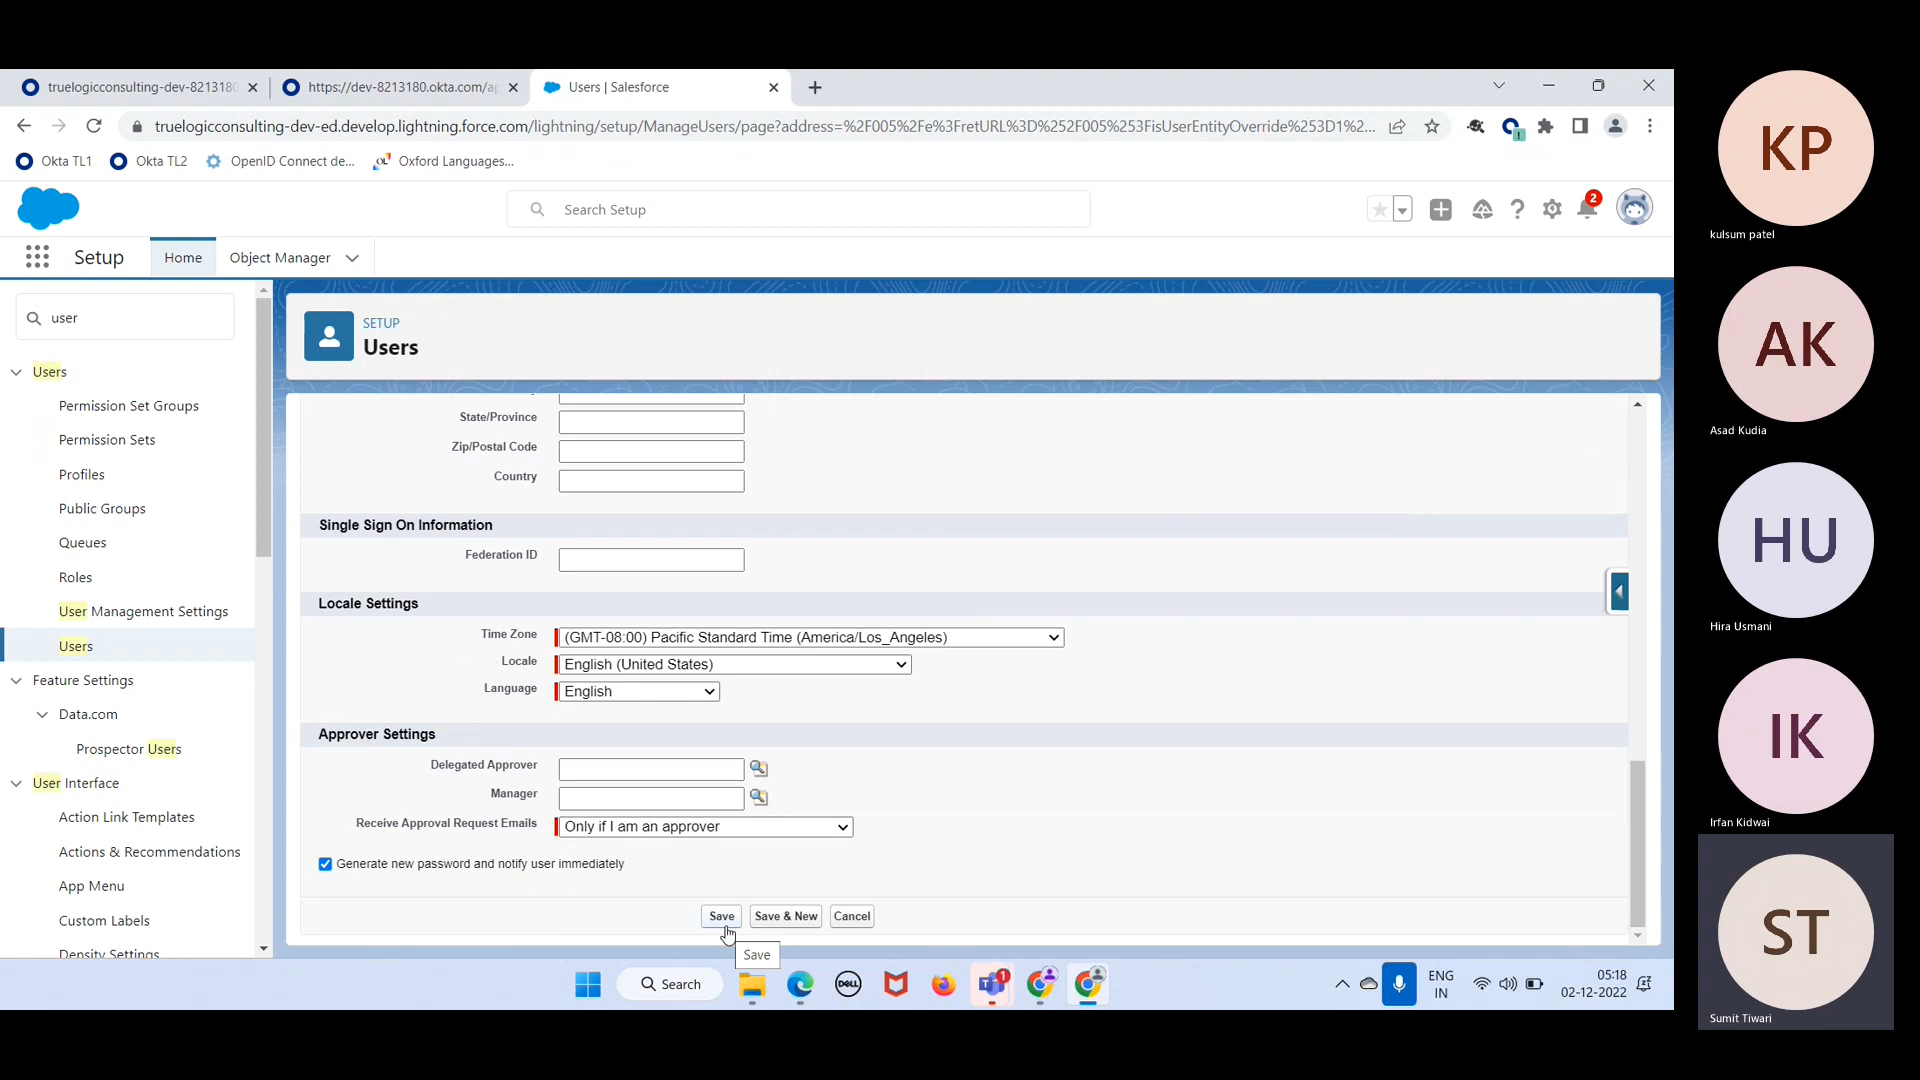 truelogicconsulting-dev-8213180
https://dev-8213180.okta.com/ap
Users | Salesforce
truelogicconsulting-dev-ed.develop.lightning.force.com/lightning/setup/ManageUsers/page?address=%2F005%2Fe%3FretURL%3D%252F005%253FisUserEntityOverride%253D1%2...
Okta TL1
Okta TL2
OpenID Connect de...
Oxford Languages...
Search Setup
2
Setup
Home
Object Manager
user
Users
Permission Set Groups
Permission Sets
Profiles
Public Groups
Queues
Roles
User Management Settings
Users
Feature Settings
Data.com
Prospector Users
User Interface
Action Link Templates
Actions & Recommendations
App Menu
Custom Labels
Density Settings
SETUP
Users
State/Province
Zip/Postal Code
Country
Single Sign On Information
Federation ID
Locale Settings
Time Zone (GMT-08:00) Pacific Standard Time (America/Los_Angeles)
Locale English (United States)
Language English
Approver Settings
Delegated Approver
Manager
Receive Approval Request Emails Only if I am an approver
Generate new password and notify user immediately
Save Save & New Cancel
Save
Search
DELL
1
ENG
IN
05:18
02-12-2022
KP
kulsum patel
AK
Asad Kudia
HU
Hira Usmani
IK
Irfan Kidwai
ST
Sumit Tiwari